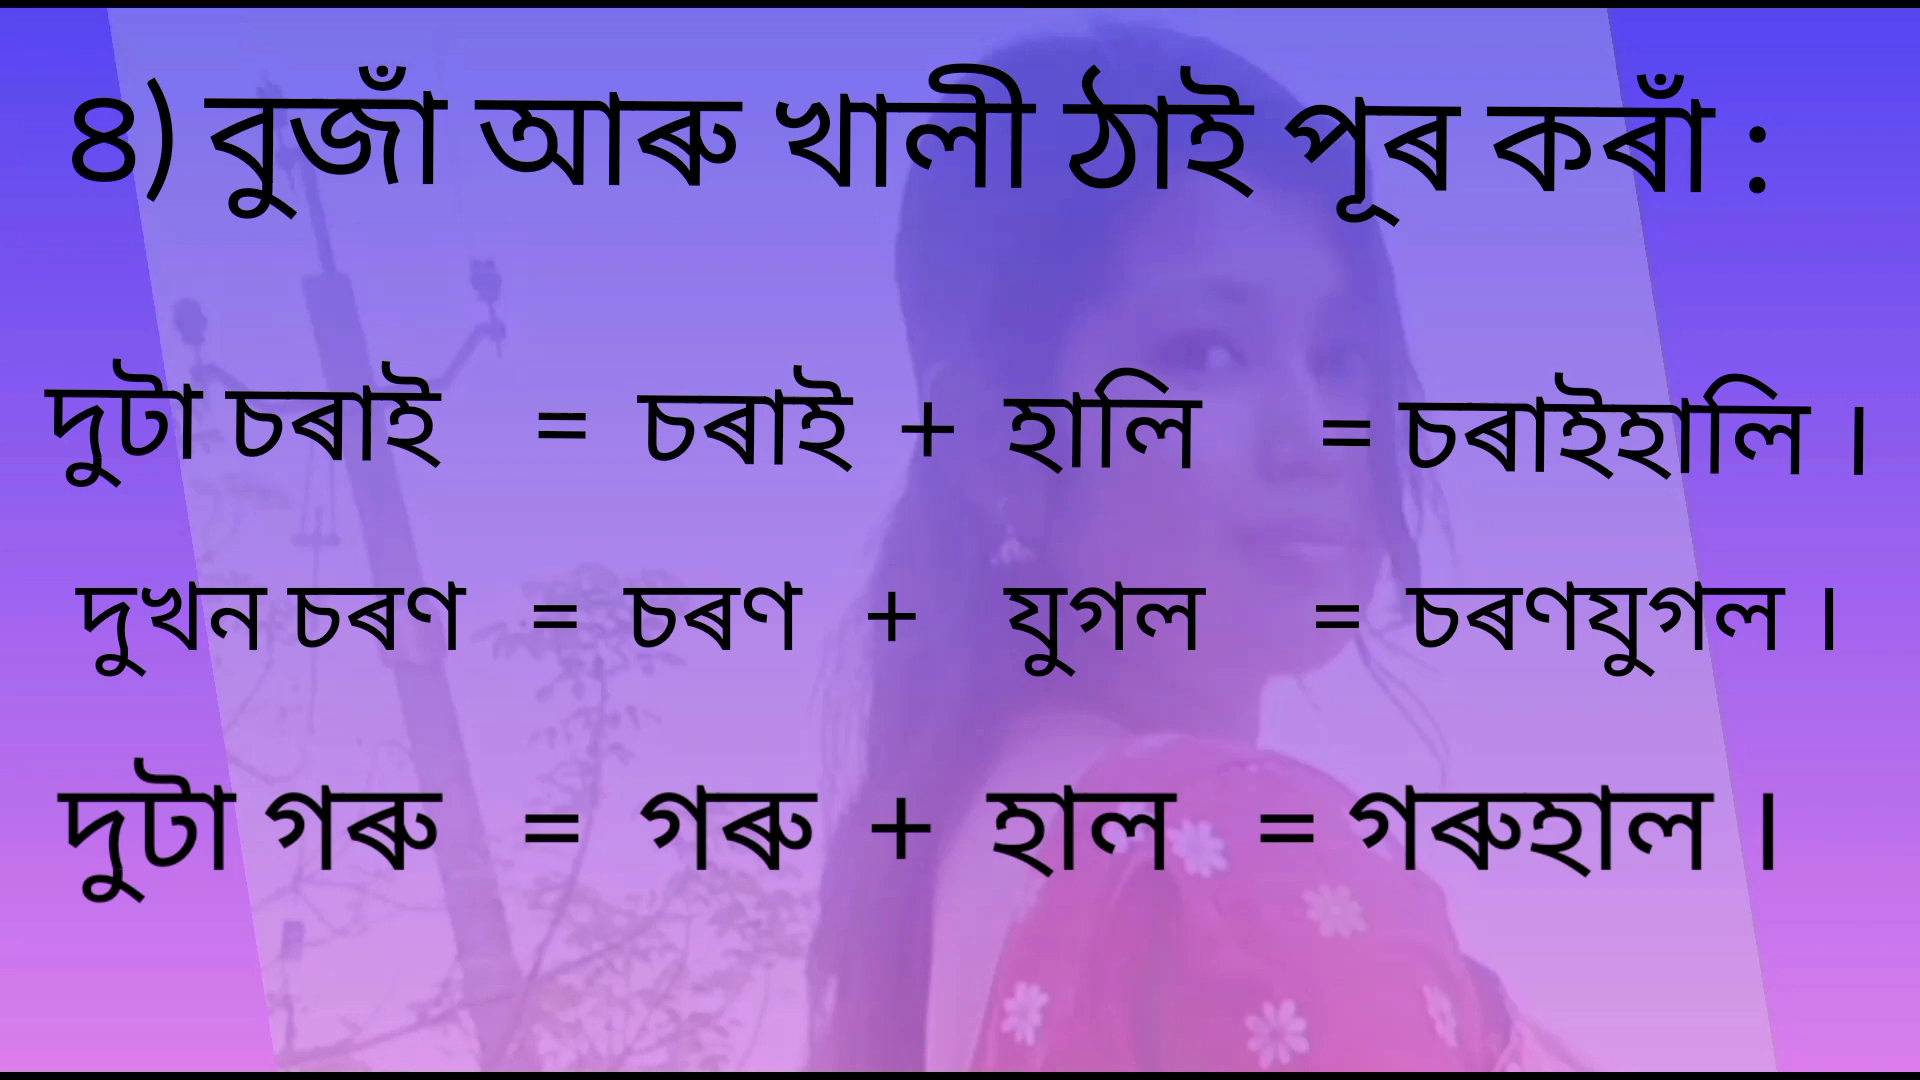 ৪) বুজাঁ আৰু খালী ঠাই পূৰ কৰাঁ :
দুটা চৰাই = চৰাই + হালি = চৰাইহালি ।
দুখন চৰণ = চৰণ + যুগল = চৰণযুগল ।
দুটা গৰু = গৰু + হাল = গৰুহাল ।